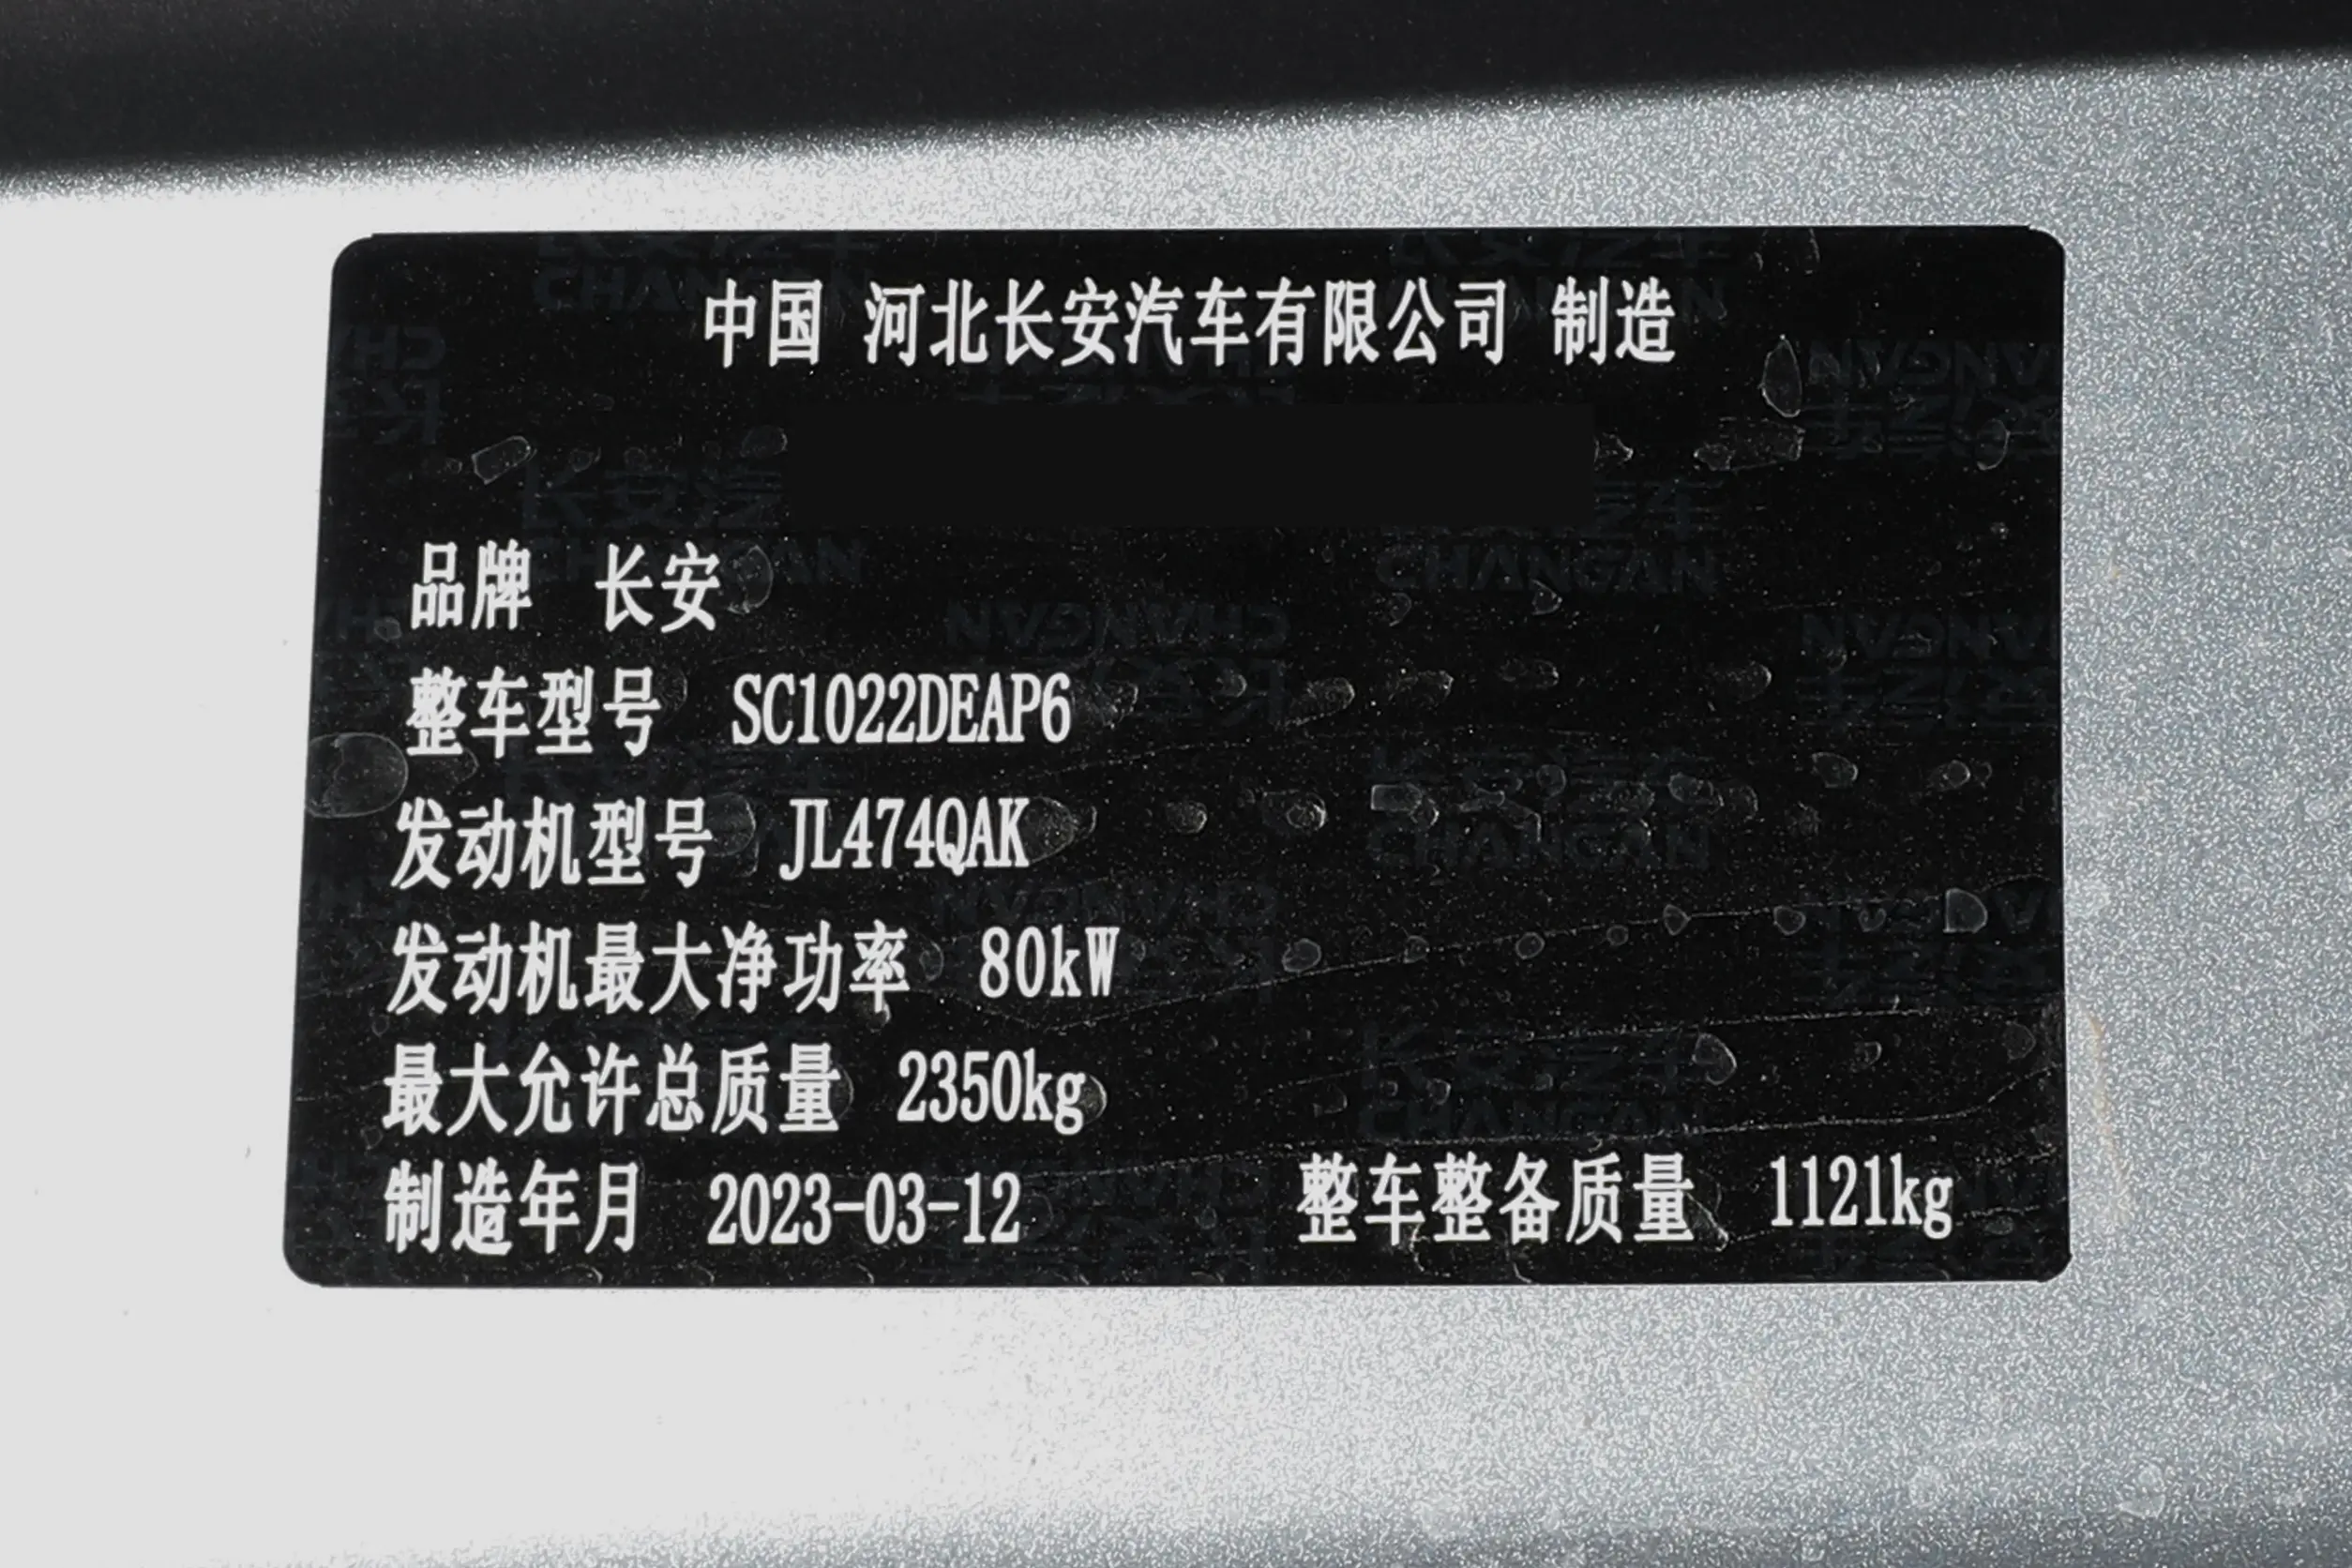 中国 河北长安汽车有限公司 制造
品牌 长安
整车型号 SC1022DEAP6
发动机型号 JL474QAK
发动机最大净功率 80kW
最大允许总质量 2350kg
制造年月 2023-03-12 整车整备质量 1121kg